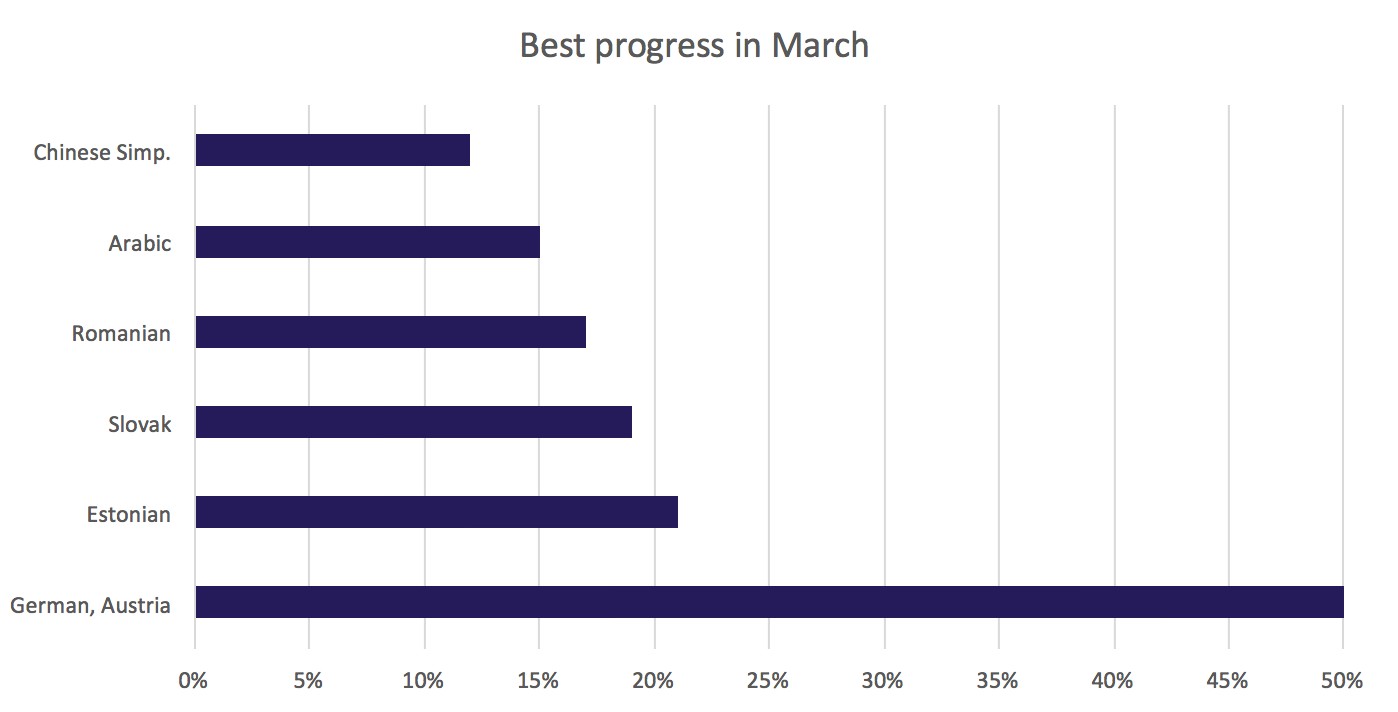 Best progress in March
Chinese Simp.
Arabic
Romanian
Slovak
Estonian
German, Austria
0% 5% 10% 15% 20% 25% 30% 35% 40% 45% 50%